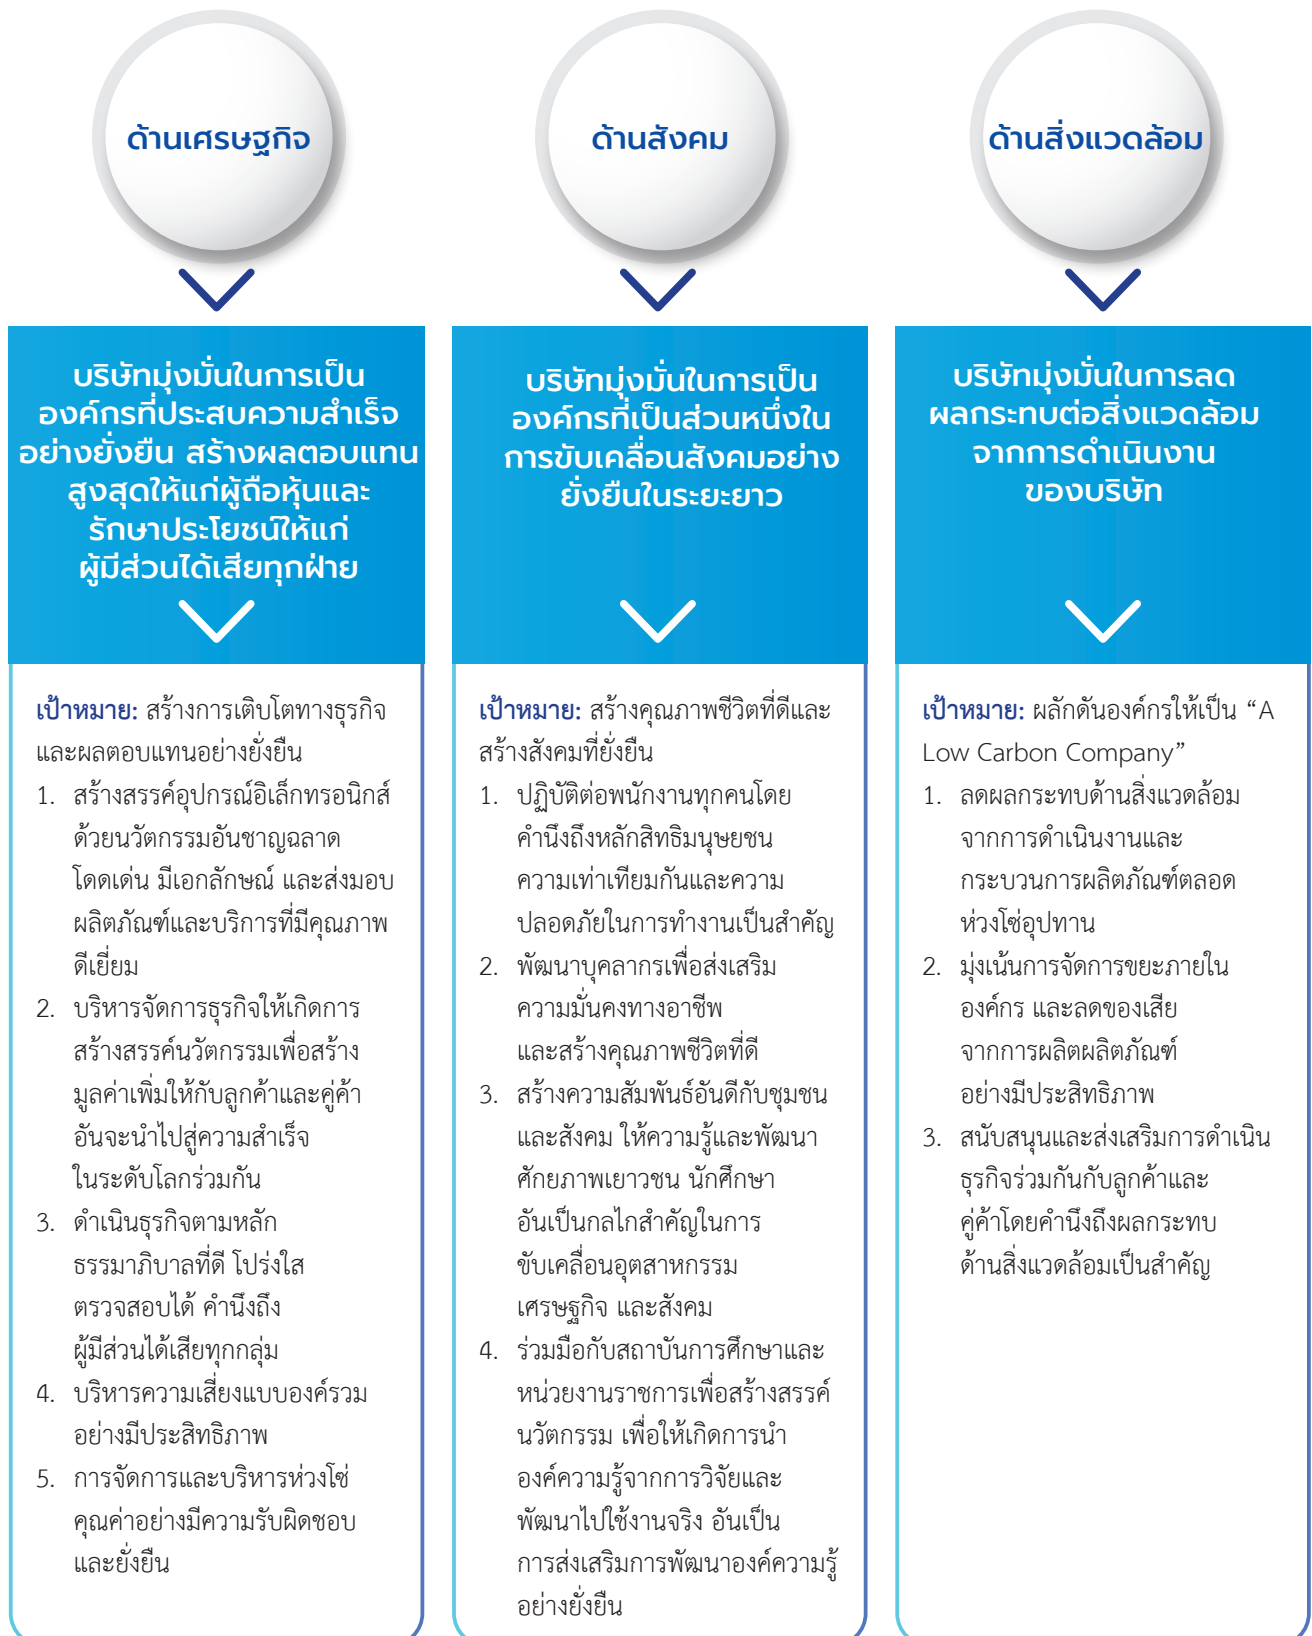 ด้านเศรษฐกิจ
บริษัทมุ่งมั่นในการเป็น
องค์กรที่ประสบความสำเร็จ
อย่างยั่งยืน สร้างผลตอบแทน
สูงสุดให้แก่ผู้ถือหุ้นและ
รักษาประโยชน์ให้แก่
ผู้มีส่วนได้เสียทุกฝ่าย
เป้าหมาย: สร้างการเติบโตทางธุรกิจ
และผลตอบแทนอย่างยั่งยืน
1. สร้างสรรค์อุปกรณ์อิเล็กทรอนิกส์
ด้วยนวัตกรรมอันชาญฉลาด
โดดเด่น มีเอกลักษณ์ และส่งมอบ
ผลิตภัณฑ์และบริการที่มีคุณภาพ
ดีเยี่ยม
2. บริหารจัดการธุรกิจให้เกิดการ
สร้างสรรค์นวัตกรรมเพื่อสร้าง
มูลค่าเพิ่มให้กับลูกค้าและคู่ค้า
อันจะนำไปสู่ความสำเร็จ
ในระดับโลกร่วมกัน
3. ดำเนินธุรกิจตามหลัก
ธรรมาภิบาลที่ดี โปร่งใส
ตรวจสอบได้ คำนึงถึง
ผู้มีส่วนได้เสียทุกกลุ่ม
4. บริหารความเสี่ยงแบบองค์รวม
อย่างมีประสิทธิภาพ
5. การจัดการและบริหารห่วงโซ่
คุณค่าอย่างมีความรับผิดชอบ
และยั่งยืน
ด้านสังคม
บริษัทมุ่งมั่นในการเป็น
องค์กรที่เป็นส่วนหนึ่งใน
การขับเคลื่อนสังคมอย่าง
ยั่งยืนในระยะยาว
เป้าหมาย: สร้างคุณภาพชีวิตที่ดีและ
สร้างสังคมที่ยั่งยืน
1. ปฏิบัติต่อพนักงานทุกคนโดย
คำนึงถึงหลักสิทธิมนุษยชน
ความเท่าเทียมกันและความ
ปลอดภัยในการทำงานเป็นสำคัญ
2. พัฒนาบุคลากรเพื่อส่งเสริม
ความมั่นคงทางอาชีพ
และสร้างคุณภาพชีวิตที่ดี
3. สร้างความสัมพันธ์อันดีกับชุมชน
และสังคม ให้ความรู้และพัฒนา
ศักยภาพเยาวชน นักศึกษา
อันเป็นกลไกสำคัญในการ
ขับเคลื่อนอุตสาหกรรม
เศรษฐกิจ และสังคม
4. ร่วมมือกับสถาบันการศึกษาและ
หน่วยงานราชการเพื่อสร้างสรรค์
นวัตกรรม เพื่อให้เกิดการนำ
องค์ความรู้จากการวิจัยและ
พัฒนาไปใช้งานจริง อันเป็น
การส่งเสริมการพัฒนาองค์ความรู้
อย่างยั่งยืน
ด้านสิ่งแวดล้อม
บริษัทมุ่งมั่นในการลด
ผลกระทบต่อสิ่งแวดล้อม
จากการดำเนินงาน
ของบริษัท
เป้าหมาย: ผลักดันองค์กรให้เป็น “A
Low Carbon Company”
1. ลดผลกระทบด้านสิ่งแวดล้อม
จากการดำเนินงานและ
กระบวนการผลิตภัณฑ์ตลอด
ห่วงโซ่อุปทาน
2. มุ่งเน้นการจัดการขยะภายใน
องค์กร และลดของเสีย
จากการผลิตผลิตภัณฑ์
อย่างมีประสิทธิภาพ
3. สนับสนุนและส่งเสริมการดำเนิน
ธุรกิจร่วมกันกับลูกค้าและ
คู่ค้าโดยคำนึงถึงผลกระทบ
ด้านสิ่งแวดล้อมเป็นสำคัญ